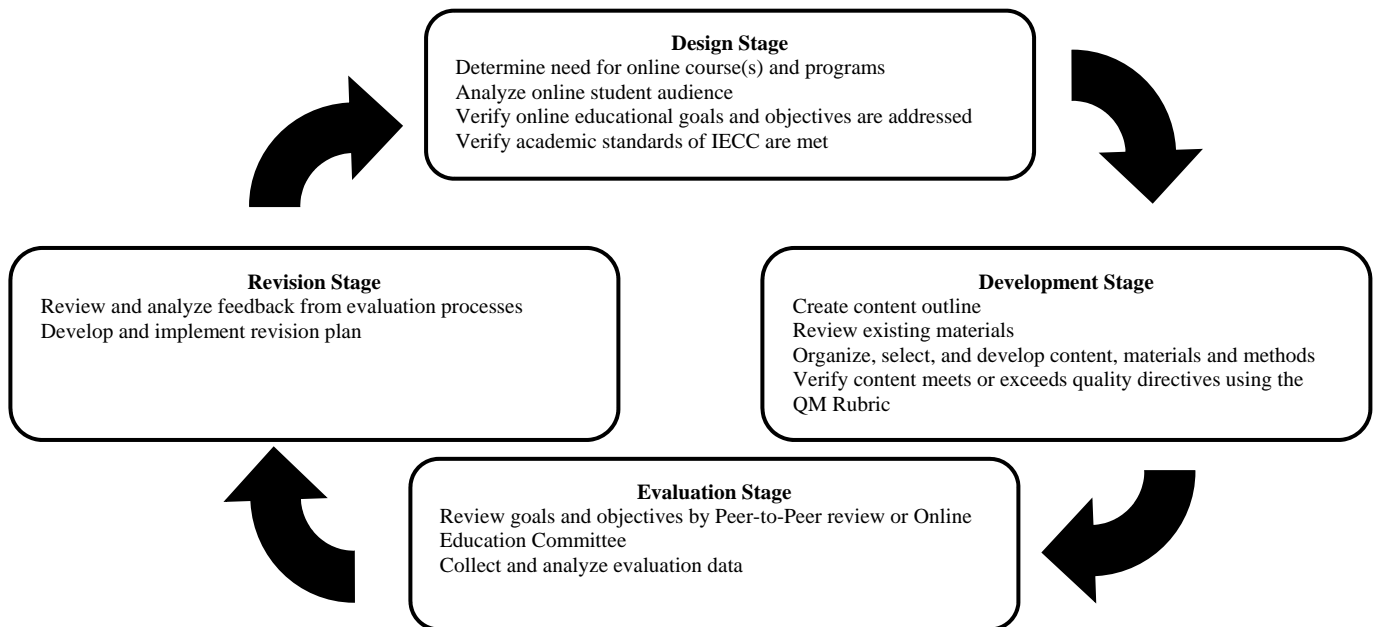 Design Stage
Determine need for online course(s) and programs
Analyze online student audience
Verify online educational goals and objectives are addressed
Verify academic standards of IECC are met
Revision Stage
Review and analyze feedback from evaluation processes
Develop and implement revision plan
Development Stage
Create content outline
Review existing materials
Organize, select, and develop content, materials and methods
Verify content meets or exceeds quality directives using the
QM Rubric
Evaluation Stage
Review goals and objectives by Peer-to-Peer review or Online
Education Committee
Collect and analyze evaluation data